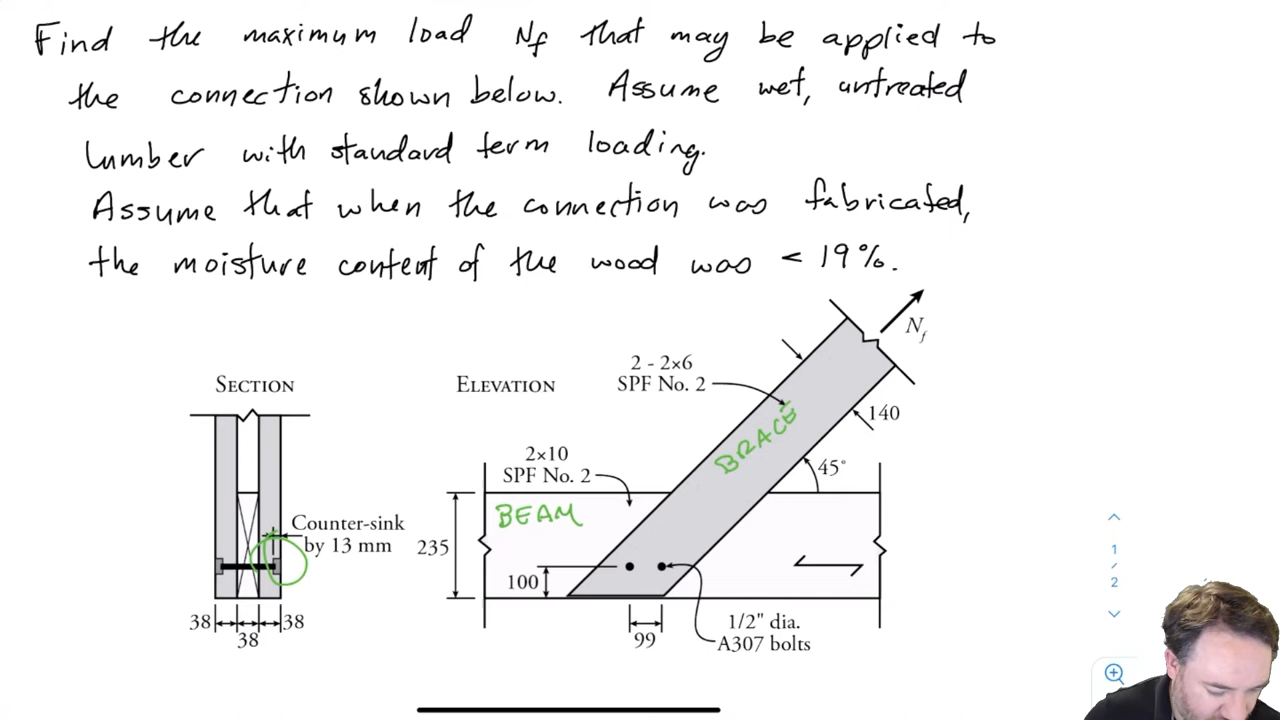 Find the maximum load Nf that may be applied to
the connection shown below. Assume wet, untreated
lumber with standard term loading.
Assume that when the connection was fabricated,
the moisture content of the wood was < 19%.
Nf
2 - 2×6
SPF No. 2
SECTION
ELEVATION
BRACE
140
45°
2×10
SPF No. 2
BEAM
Counter-sink
by 13 mm
235
100
38
38
38
99
1/2" dia.
A307 bolts
1
/
2